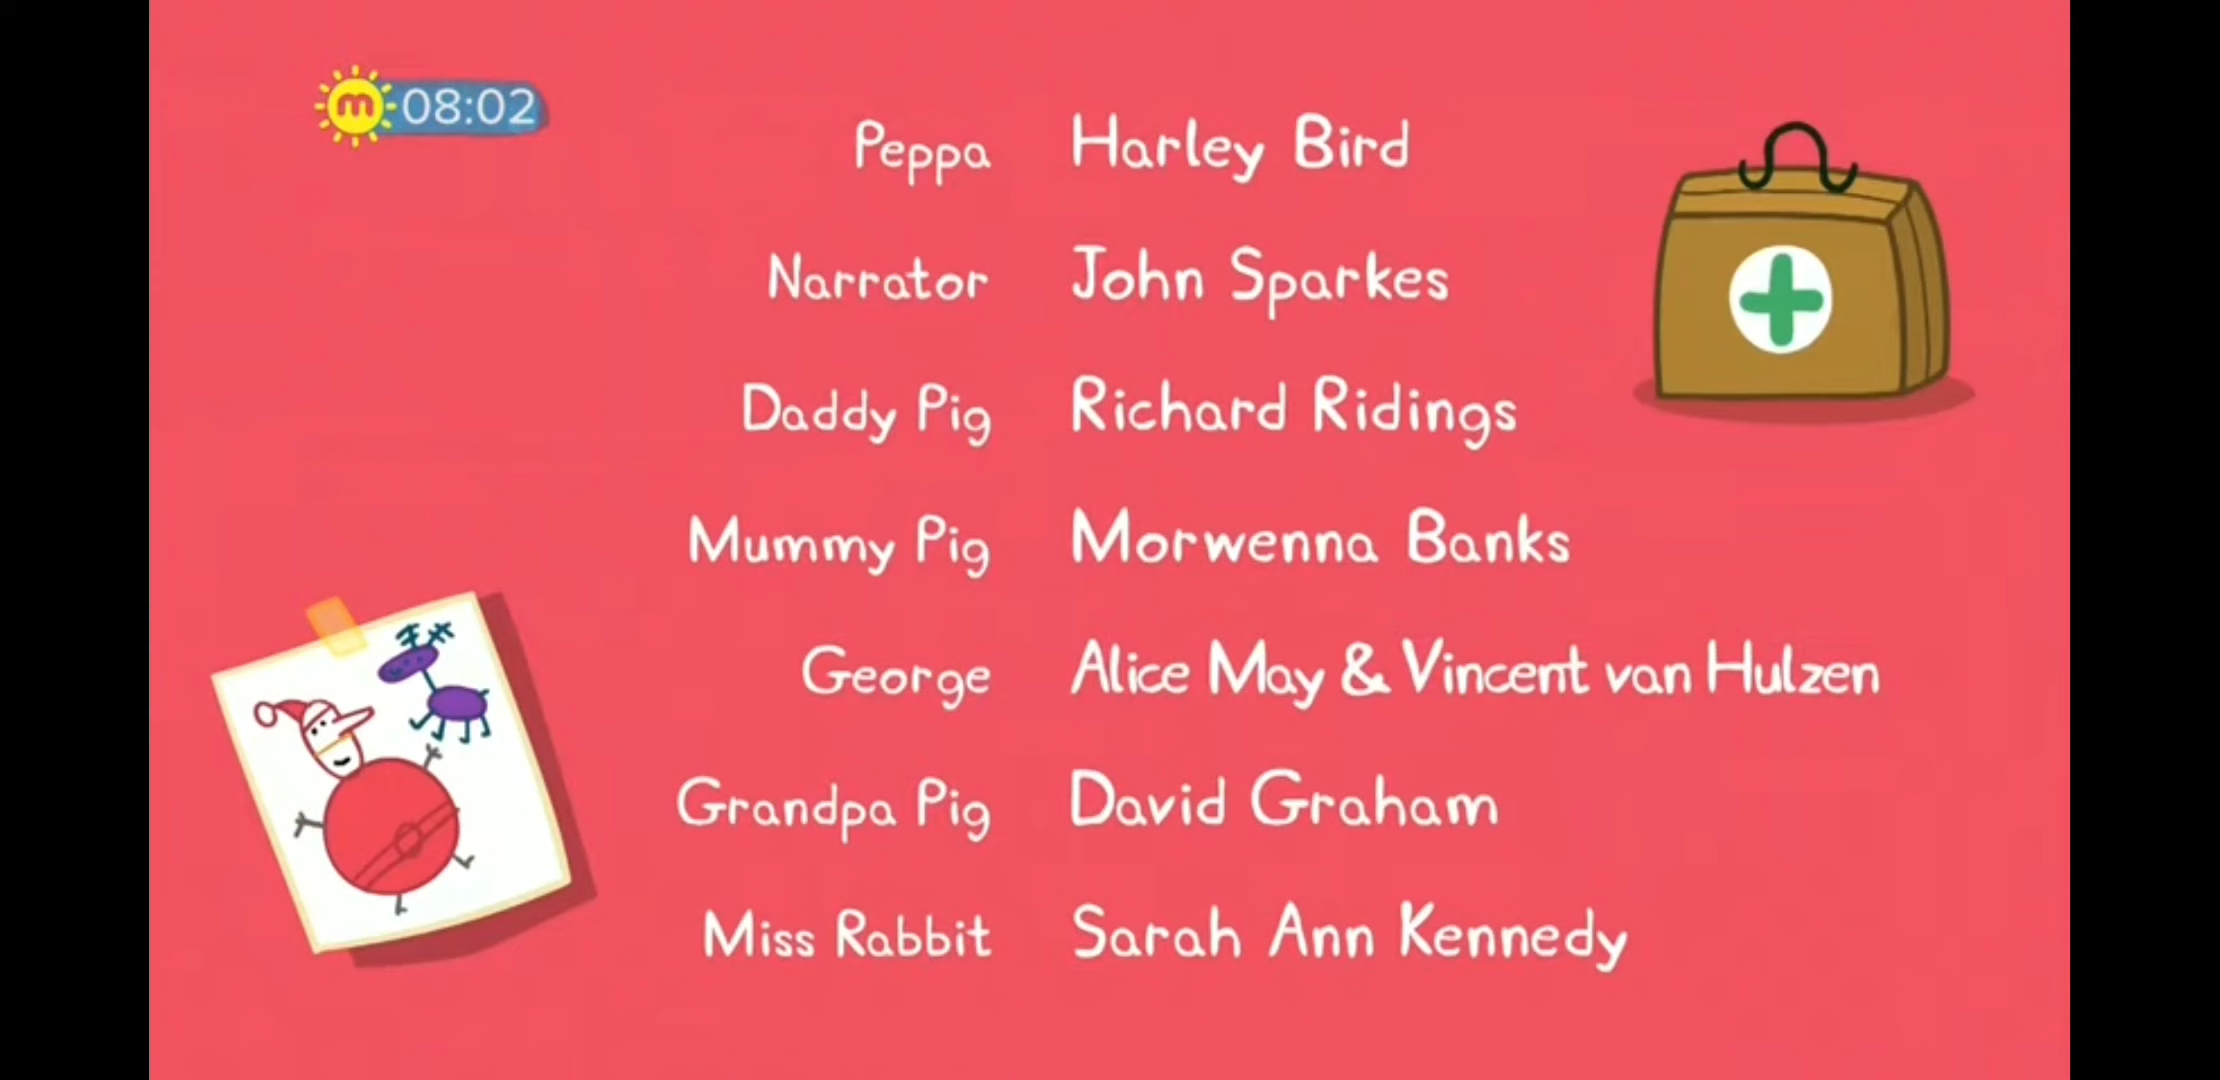 m 08:02
Peppa Harley Bird
Narrator John Sparkes
Daddy Pig Richard Ridings
Mummy Pig Morwenna Banks
George Alice May & Vincent van Hulzen
Grandpa Pig David Graham
Miss Rabbit Sarah Ann Kennedy